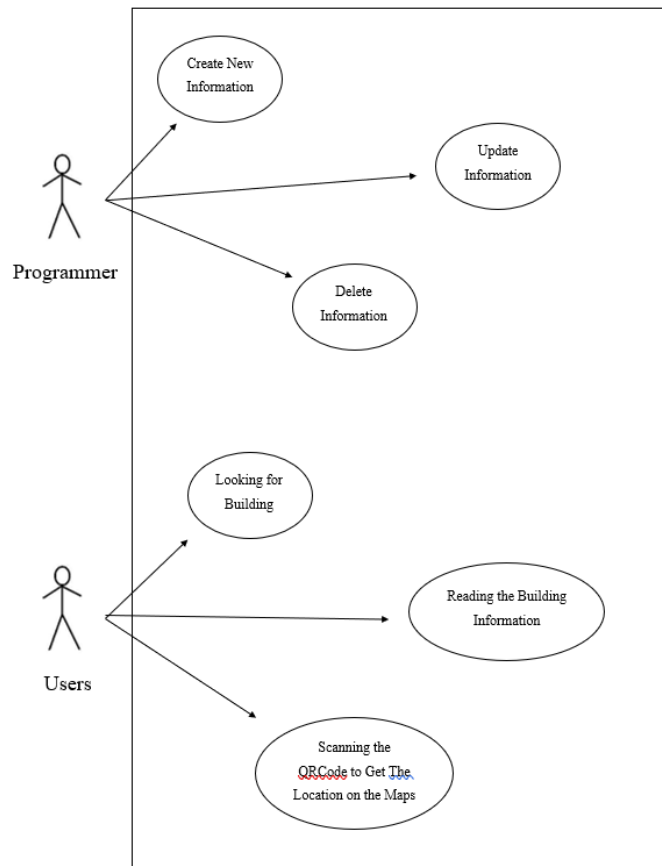 Create New
Information
Update
Information
Programmer
Delete
Information
Looking for
Building
Reading the Building
Information
Users
Scanning the
QRCode to Get The
Location on the Maps